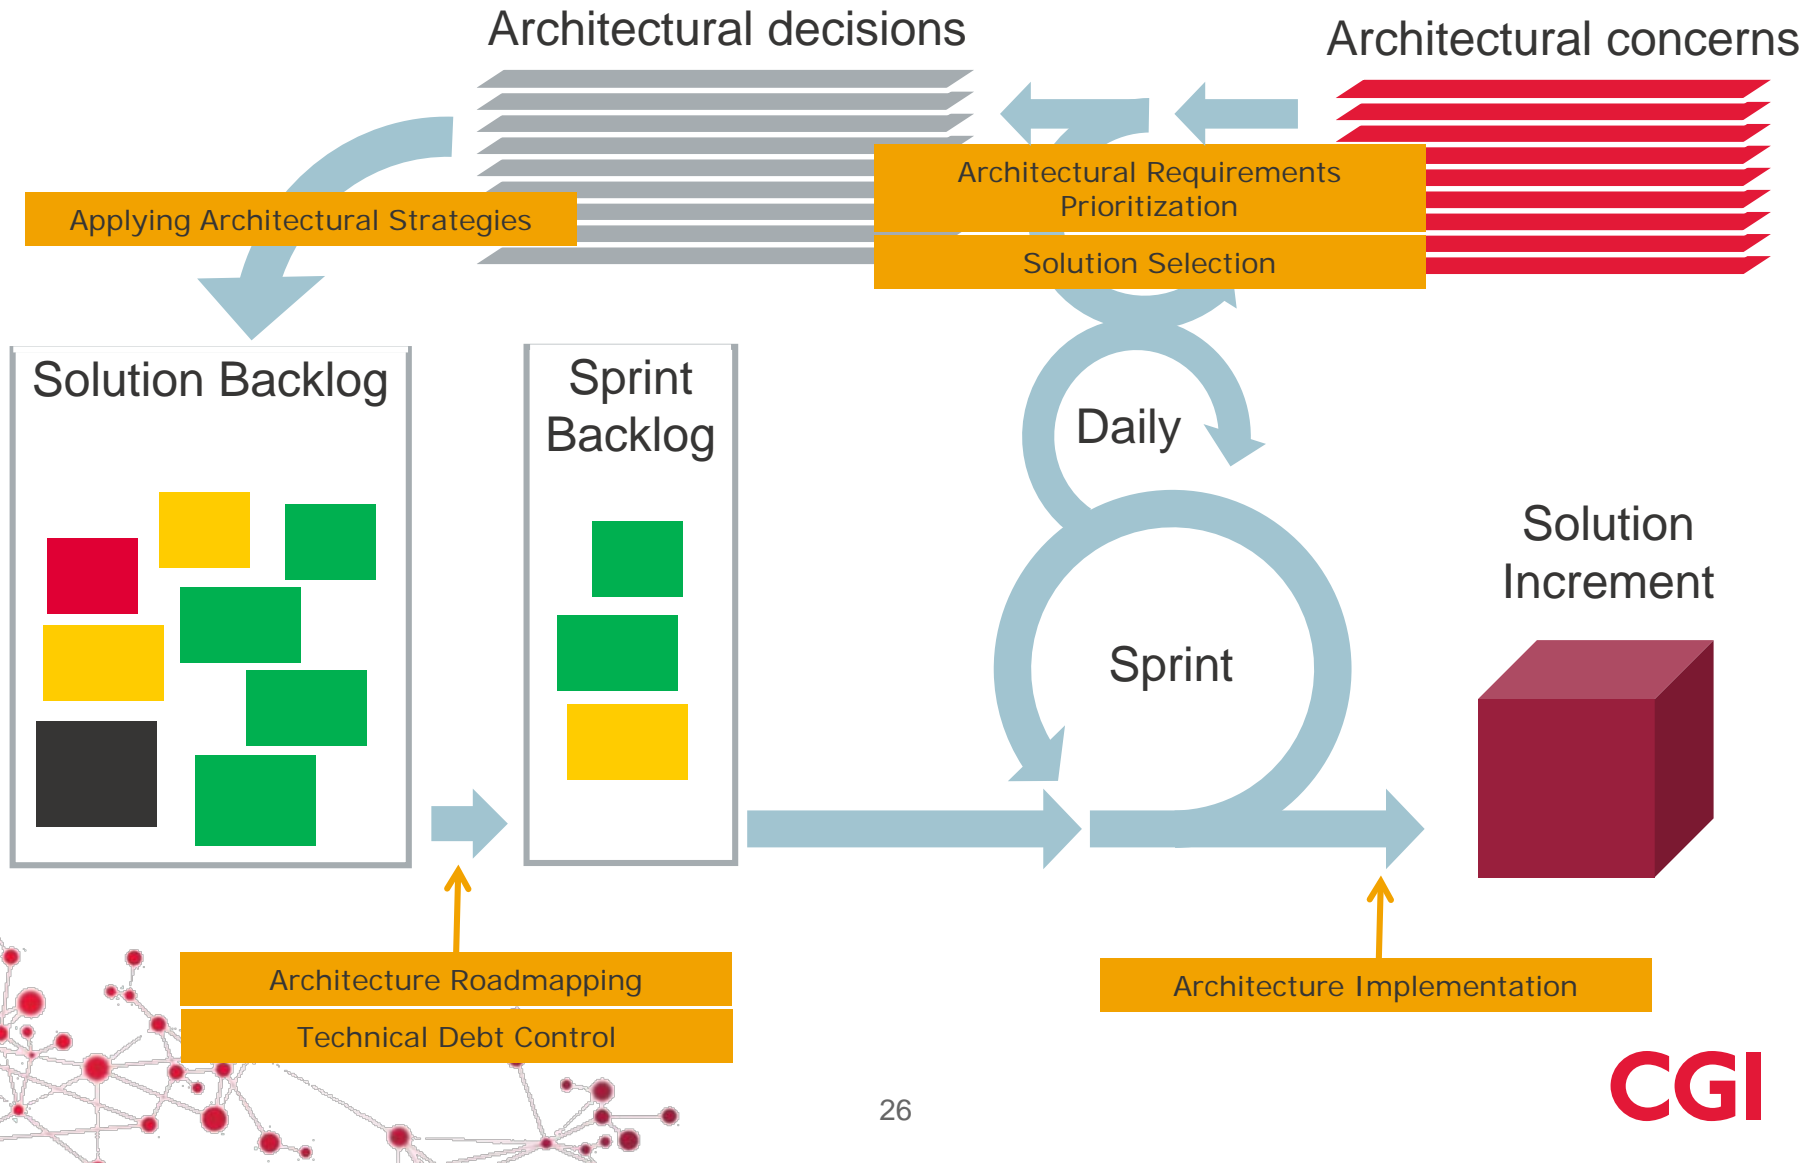 Architectural decisions
Architectural concerns
Architectural Requirements
Prioritization
Applying Architectural Strategies
Solution Selection
Solution Backlog
Sprint
Backlog
Daily
Solution
Increment
Sprint
Architecture Roadmapping
Technical Debt Control
Architecture Implementation
CGI
26